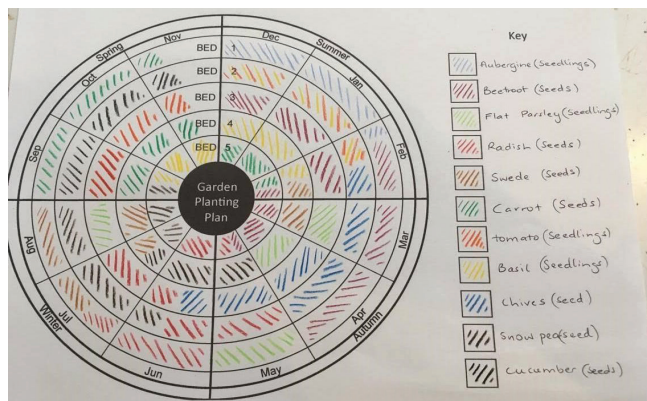 Key
Aubergine (Seedlings)
Beetroot (Seeds)
Flat Parsley (Seedlings)
Radish (Seeds)
Swede (Seeds)
Carrot (Seeds)
tomato (Seedlings)
Basil (Seedlings)
Chives (Seed)
Snow peas(seed)
Cucumber (seeds)
Spring
Summer
Autumn
Winter
Nov
Dec
Jan
Feb
Mar
Apr
May
Jun
Jul
Aug
Sep
Oct
BED 1
BED 2
BED 3
BED 4
BED 5
Garden
Planting
Plan